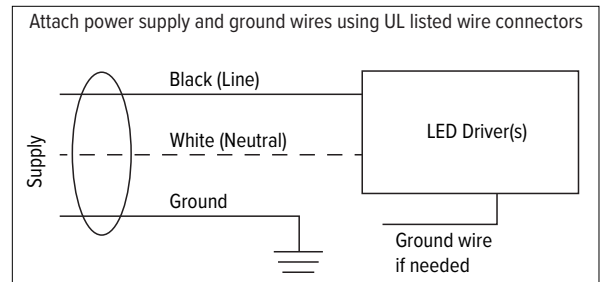 Attach power supply and ground wires using UL listed wire connectors
Black (Line)
White (Neutral)
LED Driver(s)
Supply
Ground
Ground wire
if needed